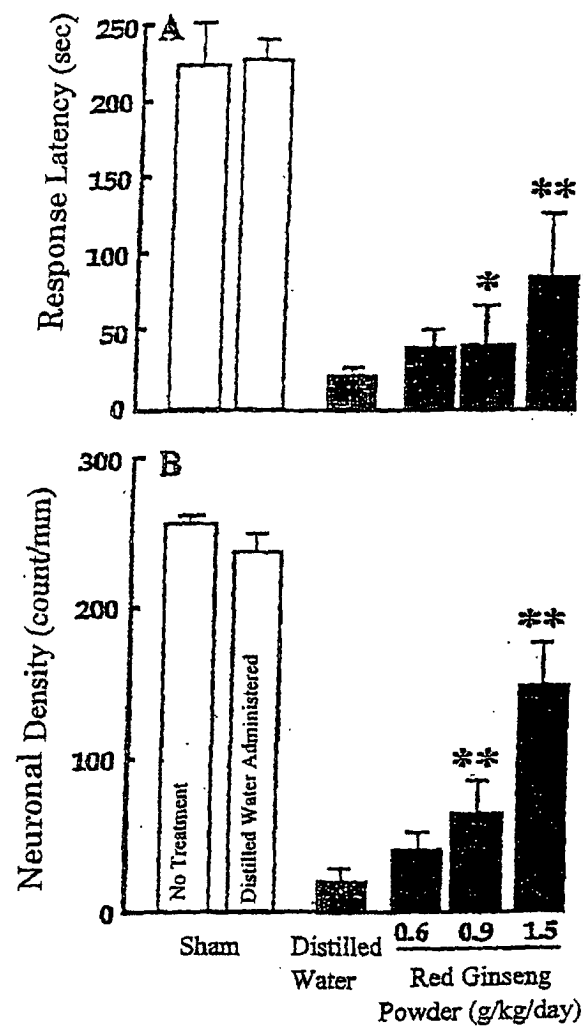 A
Response Latency (sec)
250
200
150
100
50
0
*
**
B
Neuronal Density (count/mm)
300
200
100
0
No Treatment
Distilled Water Administered
**
**
Sham
Distilled
Water
0.6 0.9 1.5
Red Ginseng
Powder (g/kg/day)